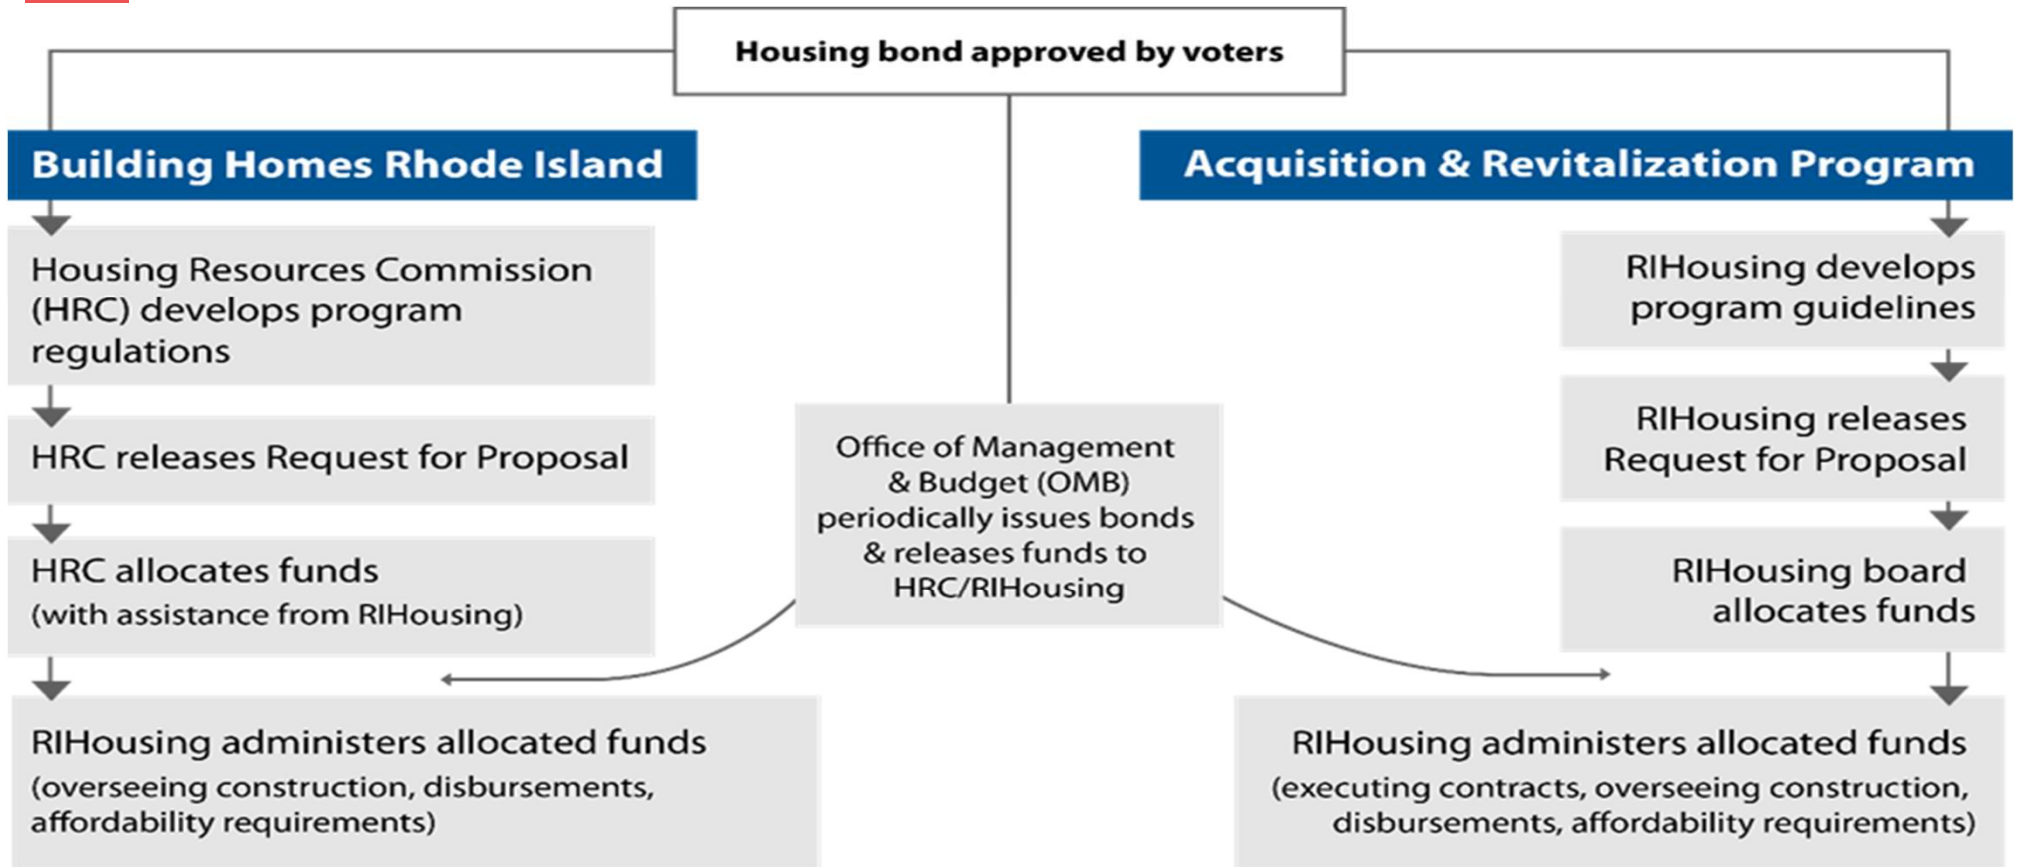 Housing bond approved by voters
Building Homes Rhode Island
Housing Resources Commission
(HRC) develops program
regulations
HRC releases Request for Proposal
HRC allocates funds
(with assistance from RIHousing)
RIHousing administers allocated funds
(overseeing construction, disbursements,
affordability requirements)
Office of Management
& Budget (OMB)
periodically issues bonds
& releases funds to
HRC/RIHousing
Acquisition & Revitalization Program
RIHousing develops
program guidelines
RIHousing releases
Request for Proposal
RIHousing board
allocates funds
RIHousing administers allocated funds
(executing contracts, overseeing construction,
disbursements, affordability requirements)